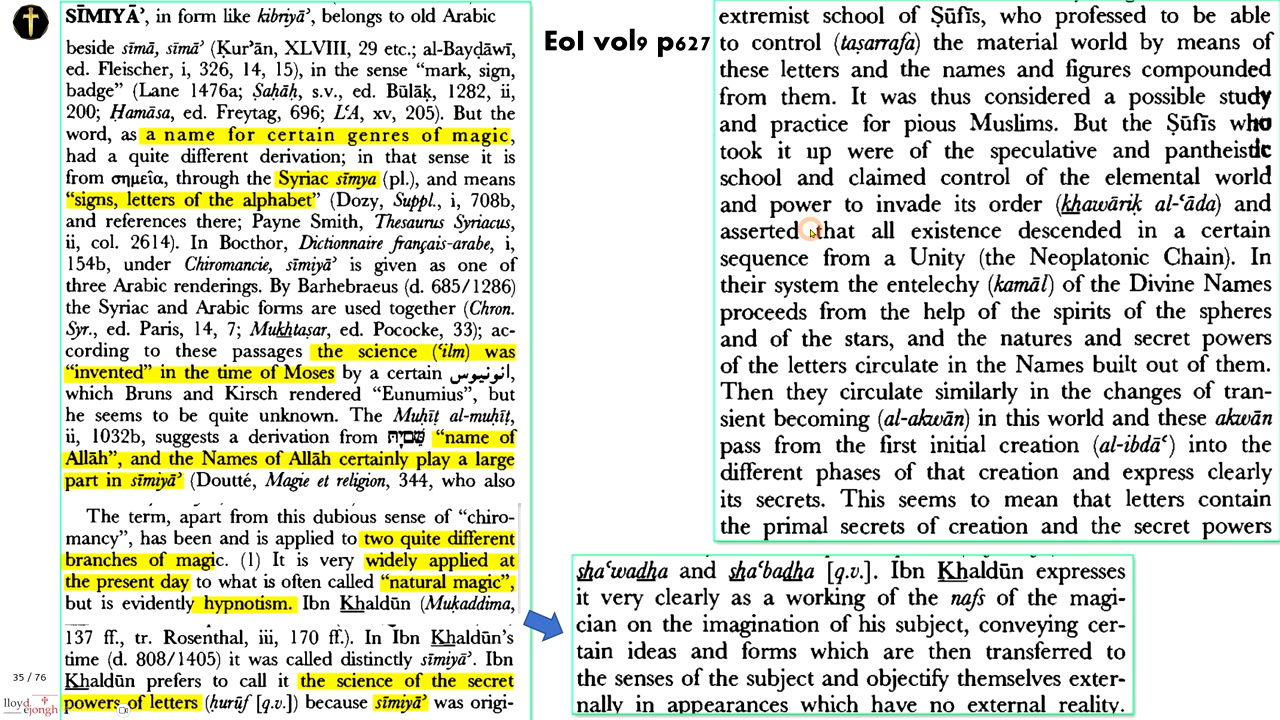 SĪMIYĀʾ, in form like kibriyāʾ, belongs to old Arabic
beside sīmā, sīmāʾ (Ḳurʾān, XLVIII, 29 etc.; al-Bayḍāwī,
ed. Fleischer, i, 326, 14, 15), in the sense “mark, sign,
badge” (Lane 1476a; Ṣaḥāḥ, s.v., ed. Būlāḳ, 1282, ii,
200; Ḥamāsa, ed. Freytag, 696; LʿA, xv, 205). But the
word, as a name for certain genres of magic,
had a quite different derivation; in that sense it is
from σημεῖα, through the Syriac sīmya (pl.), and means
“signs, letters of the alphabet” (Dozy, Suppl., i, 708b,
and references there; Payne Smith, Thesaurus Syriacus,
ii, col. 2614). In Bocthor, Dictionnaire français-arabe, i,
154b, under Chiromancie, sīmiyāʾ is given as one of
three Arabic renderings. By Barhebraeus (d. 685/1286)
the Syriac and Arabic forms are used together (Chron.
Syr., ed. Paris, 14, 7; Mukhtaṣar, ed. Pococke, 33); ac-
cording to these passages the science (ʿilm) was
“invented” in the time of Moses by a certain انونيوس,
which Bruns and Kirsch rendered “Eunumius”, but
he seems to be quite unknown. The Muḥīṭ al-muḥīṭ,
ii, 1032b, suggests a derivation from “name of
Allāh”, and the Names of Allāh certainly play a large
part in sīmiyāʾ (Doutté, Magie et religion, 344, who also
The term, apart from this dubious sense of “chiro-
mancy”, has been and is applied to two quite different
branches of magic. (1) It is very widely applied at
the present day to what is often called “natural magic”,
but is evidently hypnotism. Ibn Khaldūn (Muḳaddima,
137 ff., tr. Rosenthal, iii, 170 ff.). In Ibn Khaldūn's
time (d. 808/1405) it was called distinctly sīmiyāʾ. Ibn
Khaldūn prefers to call it the science of the secret
powers of letters (ḥurūf [q.v.]) because sīmiyāʾ was origi-
35 / 76
lloyd
dejongh
EoI vol9 p627
extremist school of Ṣūfīs, who professed to be able
to control (taṣarrafa) the material world by means of
these letters and the names and figures compounded
from them. It was thus considered a possible study
and practice for pious Muslims. But the Ṣūfīs who
took it up were of the speculative and pantheistic
school and claimed control of the elemental world
and power to invade its order (khawāriḳ al-ʿāda) and
asserted that all existence descended in a certain
sequence from a Unity (the Neoplatonic Chain). In
their system the entelechy (kamāl) of the Divine Names
proceeds from the help of the spirits of the spheres
and of the stars, and the natures and secret powers
of the letters circulate in the Names built out of them.
Then they circulate similarly in the changes of tran-
sient becoming (al-akwān) in this world and these akwān
pass from the first initial creation (al-ibdāʿ) into the
different phases of that creation and express clearly
its secrets. This seems to mean that letters contain
the primal secrets of creation and the secret powers
shaʿwadha and shaʿbadha [q.v.]. Ibn Khaldūn expresses
it very clearly as a working of the nafs of the magi-
cian on the imagination of his subject, conveying cer-
tain ideas and forms which are then transferred to
the senses of the subject and objectify themselves exter-
nally in appearances which have no external reality.